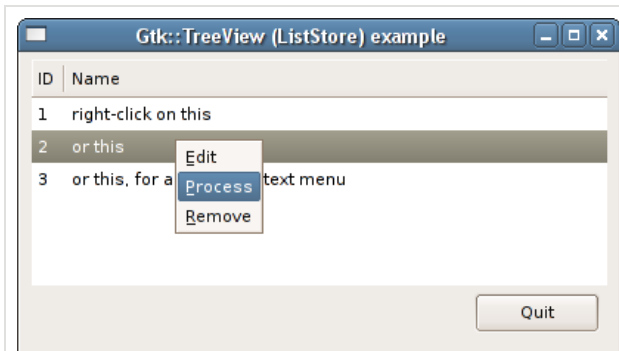 Gtk::TreeView (ListStore) example
ID Name
1 right-click on this
2 or this
3 or this, for a text menu
Edit
Process
Remove
Quit